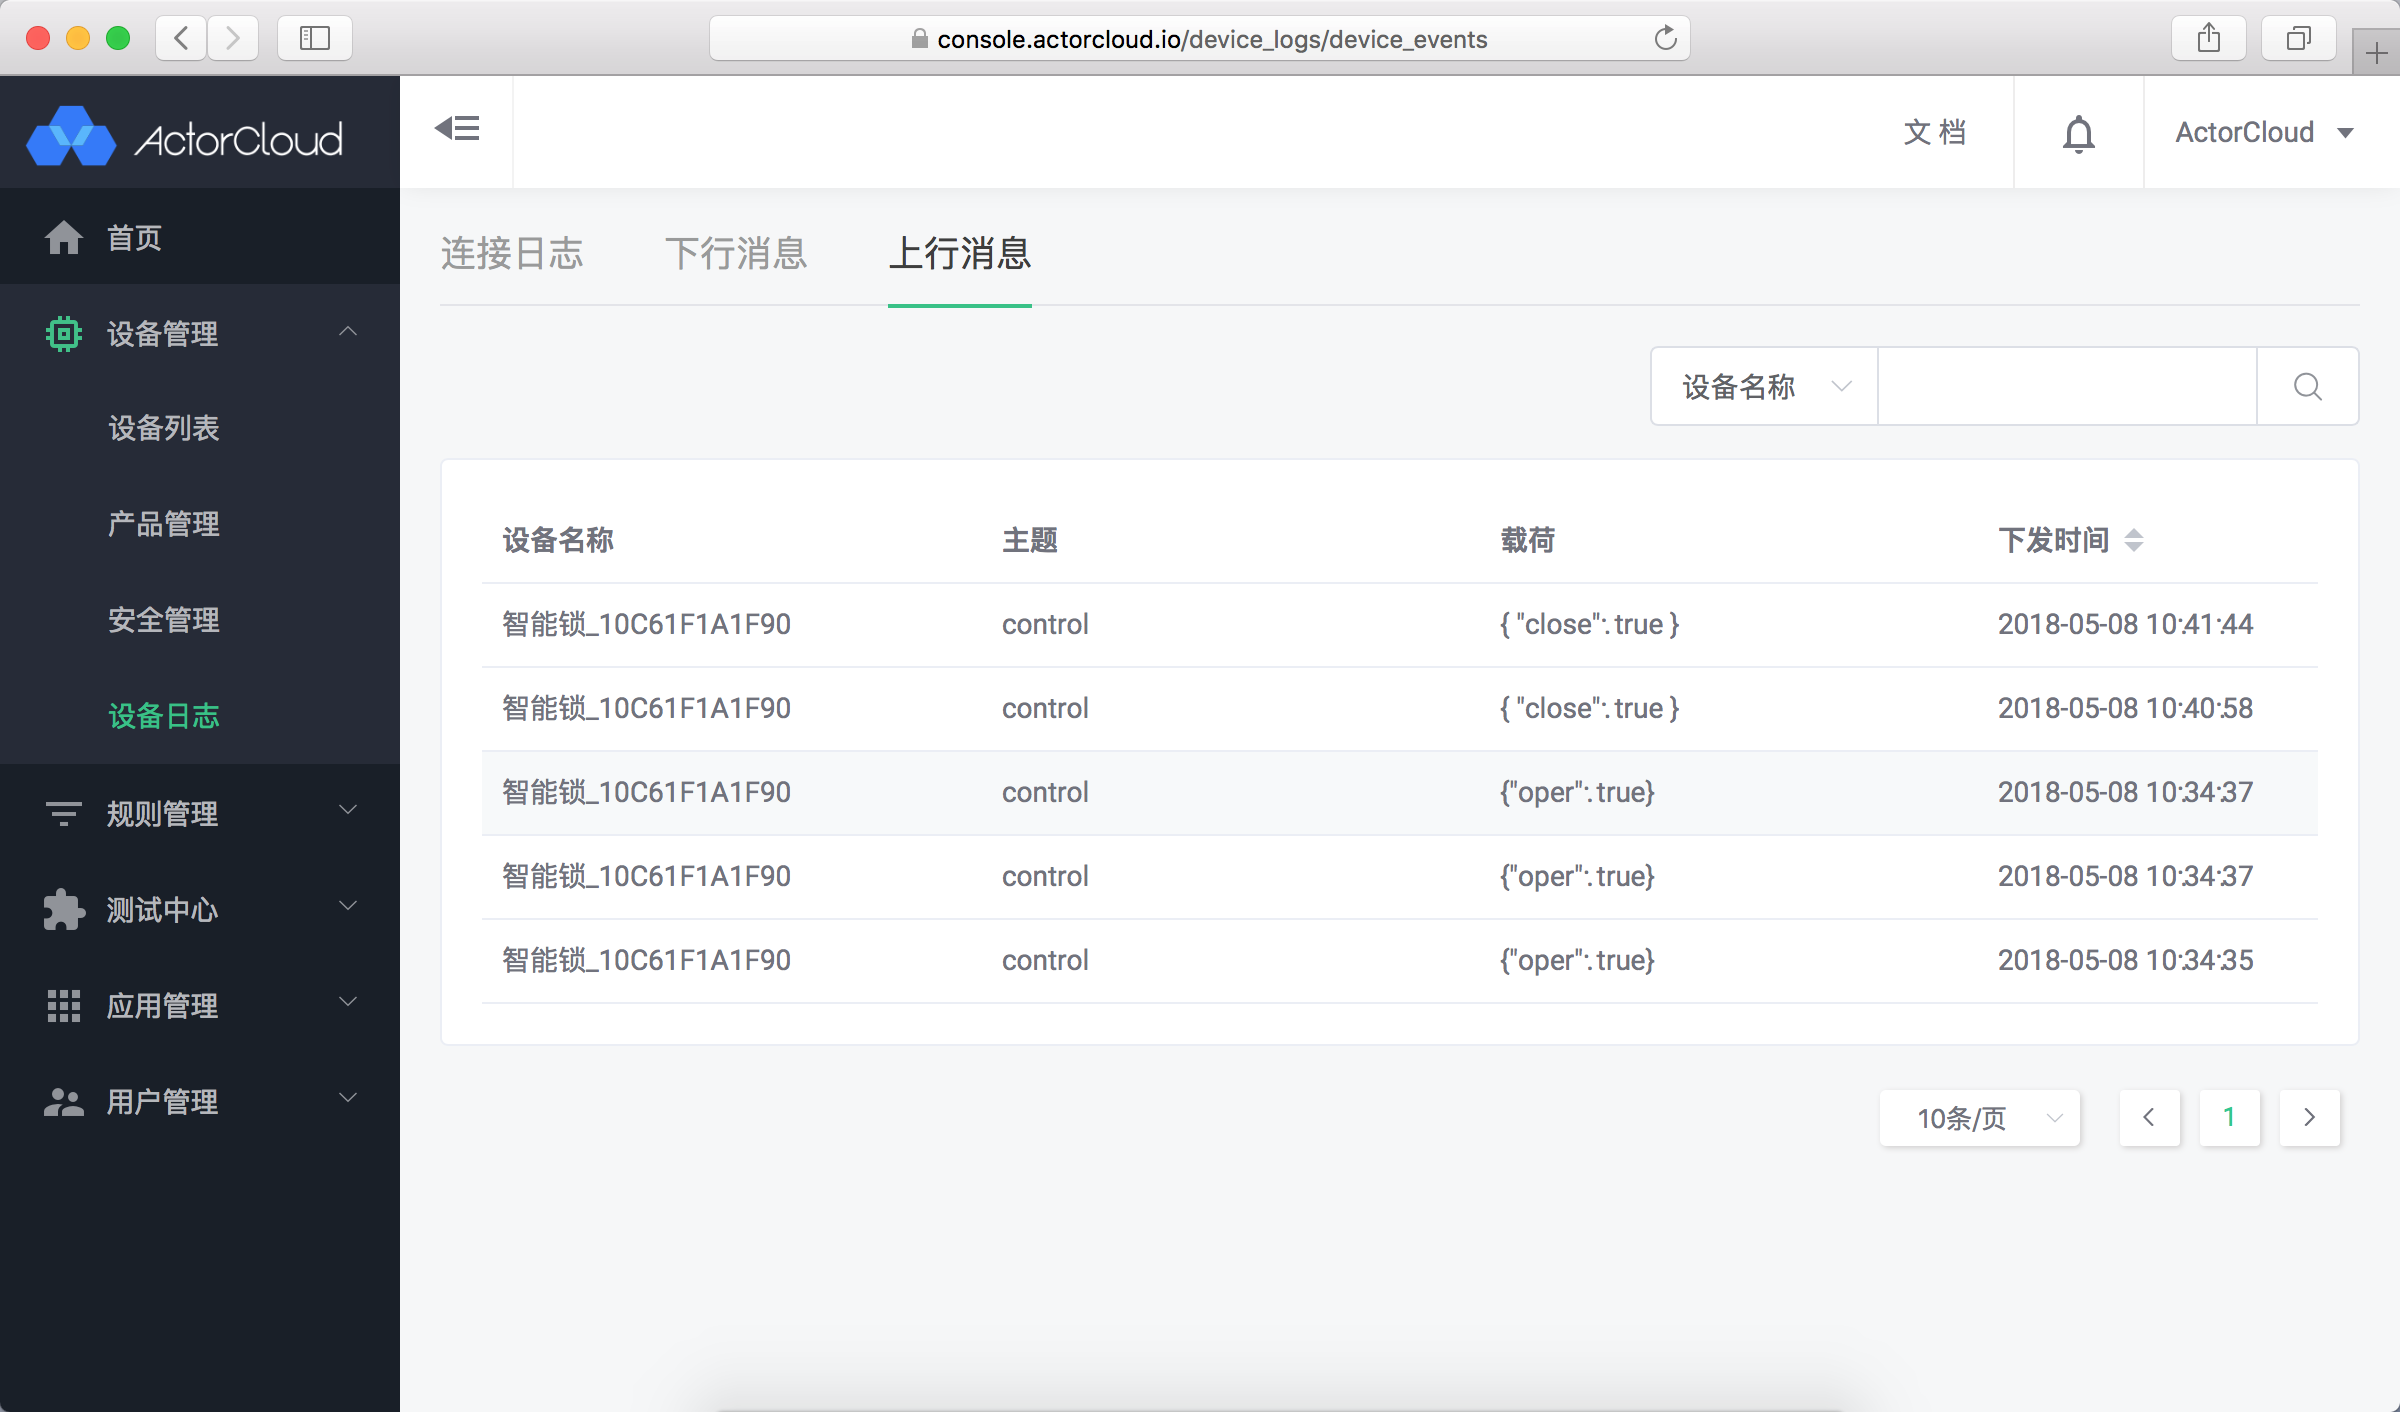 console.actorcloud.io/device_logs/device_events
ActorCloud
文 档
ActorCloud
首页
设备管理
设备列表
产品管理
安全管理
设备日志
规则管理
测试中心
应用管理
用户管理
连接日志 下行消息 上行消息
设备名称
设备名称 主题 载荷 下发时间
智能锁_10C61F1A1F90 control { "close": true } 2018-05-08 10:41:44
智能锁_10C61F1A1F90 control { "close": true } 2018-05-08 10:40:58
智能锁_10C61F1A1F90 control {"oper": true} 2018-05-08 10:34:37
智能锁_10C61F1A1F90 control {"oper": true} 2018-05-08 10:34:37
智能锁_10C61F1A1F90 control {"oper": true} 2018-05-08 10:34:35
10条/页 1